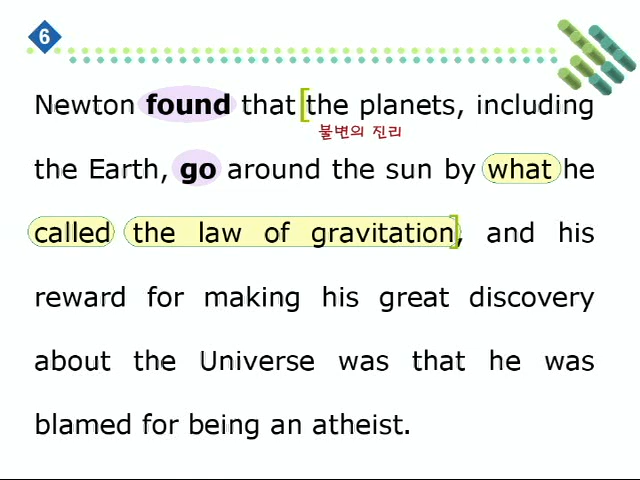 6
Newton found that [the planets, including
불변의 진리
the Earth, go around the sun by what he
called the law of gravitation], and his
reward for making his great discovery
about the Universe was that he was
blamed for being an atheist.